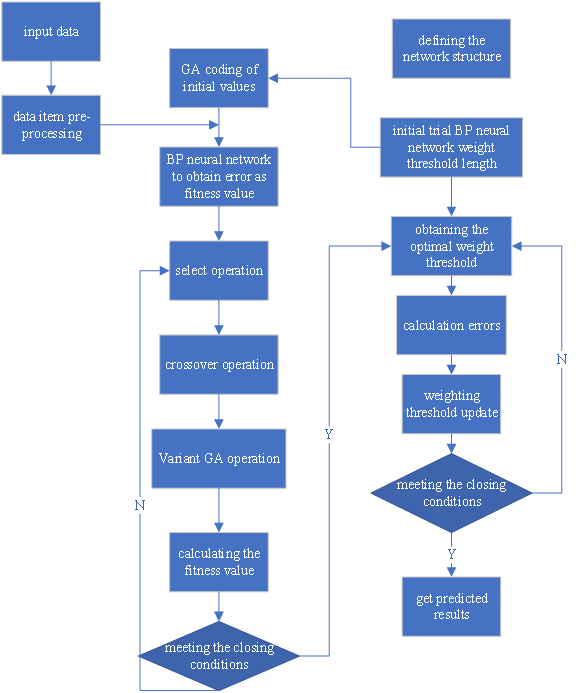 input data
data item pre-
processing
GA coding of
initial values
BP neural network
to obtain error as
fitness value
select operation
crossover operation
Variant GA operation
calculating the
fitness value
meeting the closing
conditions
N
Y
defining the
network structure
initial trial BP neural
network weight
threshold length
obtaining the
optimal weight
threshold
calculation errors
weighting
threshold update
meeting the closing
conditions
N
Y
get predicted
results